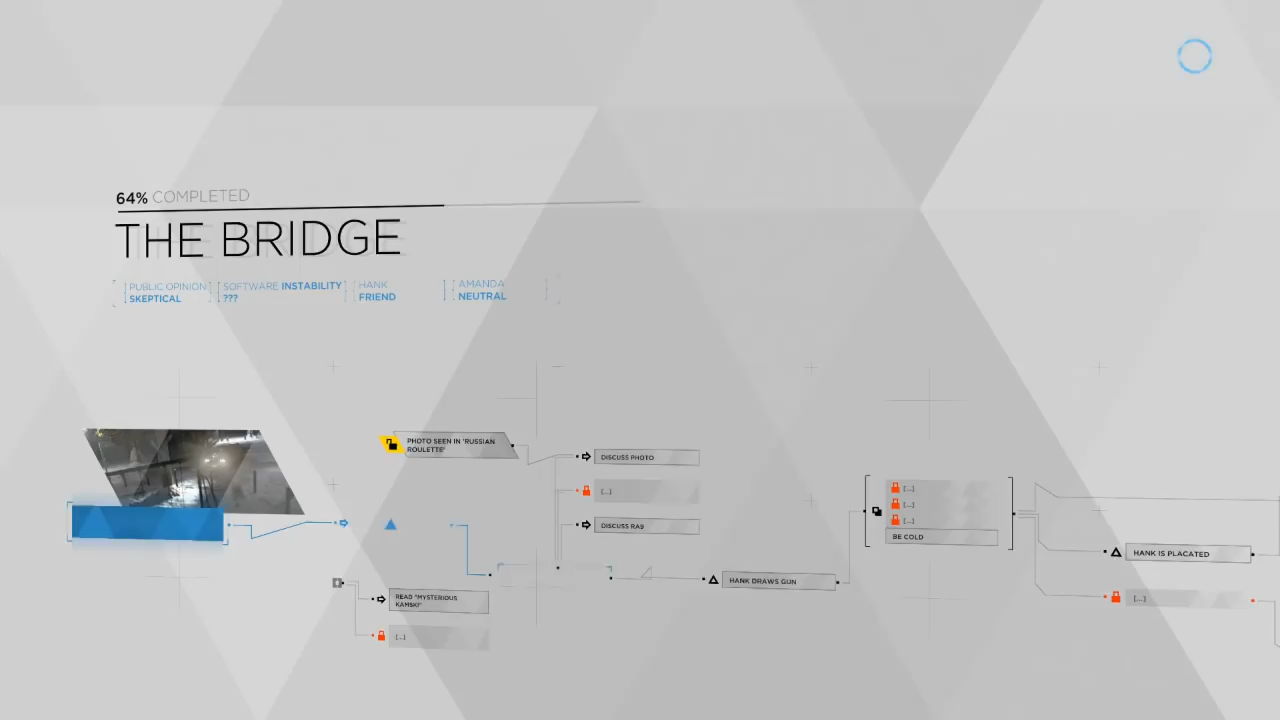 64% COMPLETED
THE BRIDGE
PUBLIC OPINION
SKEPTICAL
SOFTWARE INSTABILITY
???
HANK
FRIEND
AMANDA
NEUTRAL
PHOTO SEEN IN 'RUSSIAN
ROULETTE'
DISCUSS PHOTO
[...]
DISCUSS RA9
READ "MYSTERIOUS
KAMSKI"
[...]
HANK DRAWS GUN
[...]
[...]
[...]
BE COLD
HANK IS PLACATED
[...]